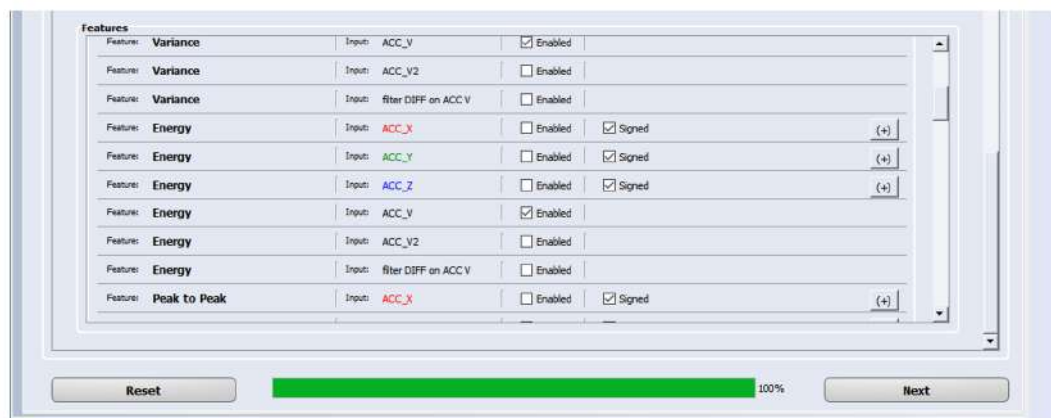 Features
Feature: Variance Input: ACC_V Enabled
Feature: Variance Input: ACC_V2 Enabled
Feature: Variance Input: filter DIFF on ACC V Enabled
Feature: Energy Input: ACC_X Enabled Signed (+)
Feature: Energy Input: ACC_Y Enabled Signed (+)
Feature: Energy Input: ACC_Z Enabled Signed (+)
Feature: Energy Input: ACC_V Enabled
Feature: Energy Input: ACC_V2 Enabled
Feature: Energy Input: filter DIFF on ACC V Enabled
Feature: Peak to Peak Input: ACC_X Enabled Signed (+)
Reset 100% Next